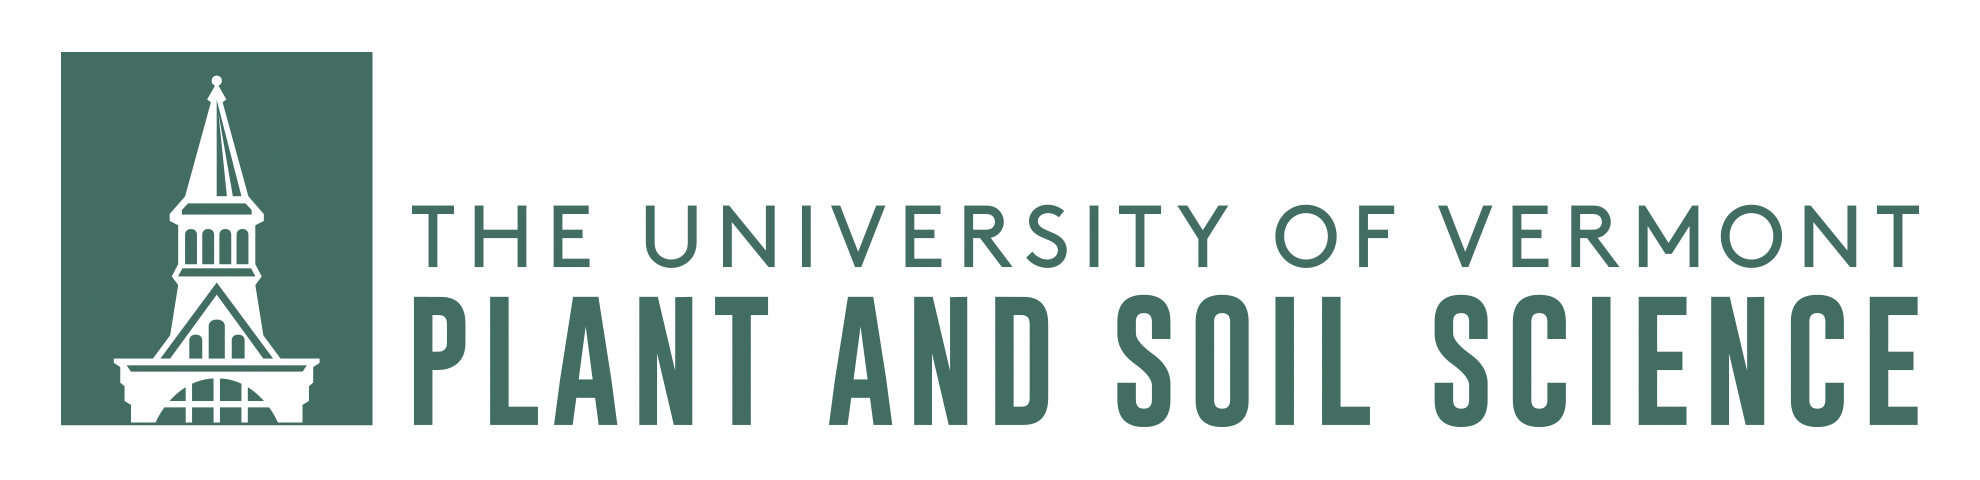 THE UNIVERSITY OF VERMONT
PLANT AND SOIL SCIENCE